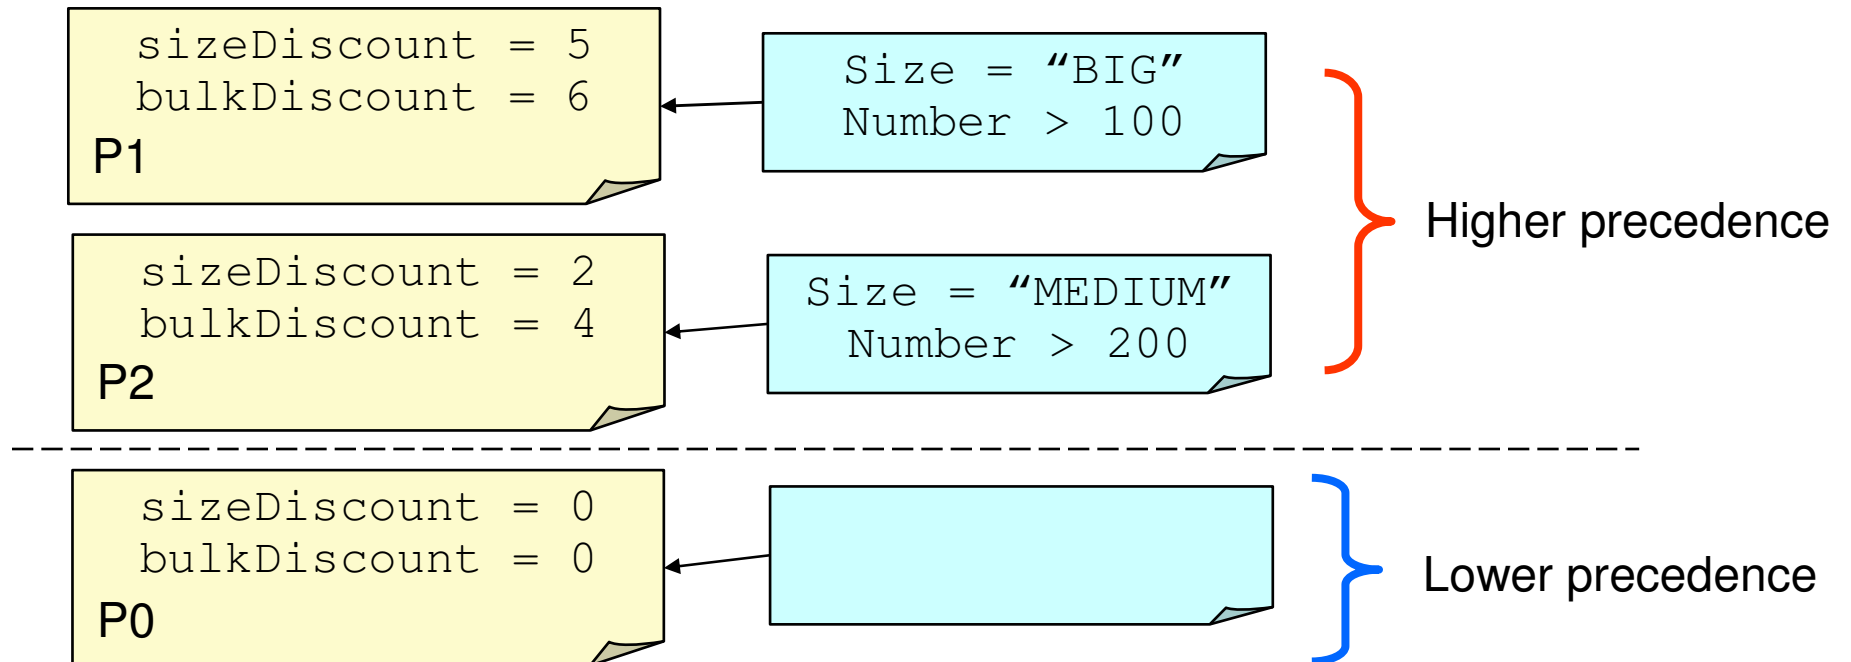 sizeDiscount = 5
bulkDiscount = 6
P1
Size = “BIG”
Number > 100
Higher precedence
sizeDiscount = 2
bulkDiscount = 4
P2
Size = “MEDIUM”
Number > 200
sizeDiscount = 0
bulkDiscount = 0
P0
Lower precedence